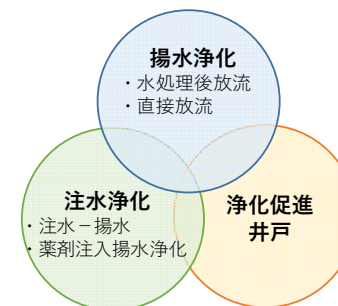 揚水浄化
・水処理後放流
・直接放流
注水浄化
・注水－揚水
・薬剤注入揚水浄化
浄化促進
井戸